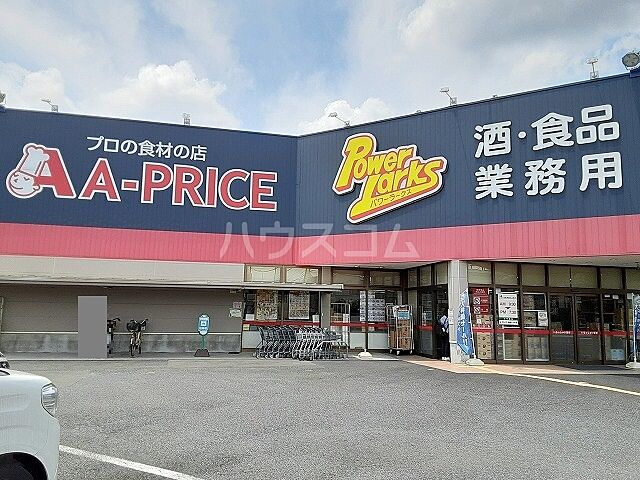 プロの食材の店
A A-PRICE
Power Larks
パワーラークス
酒・食品
業務用
ハウスコム